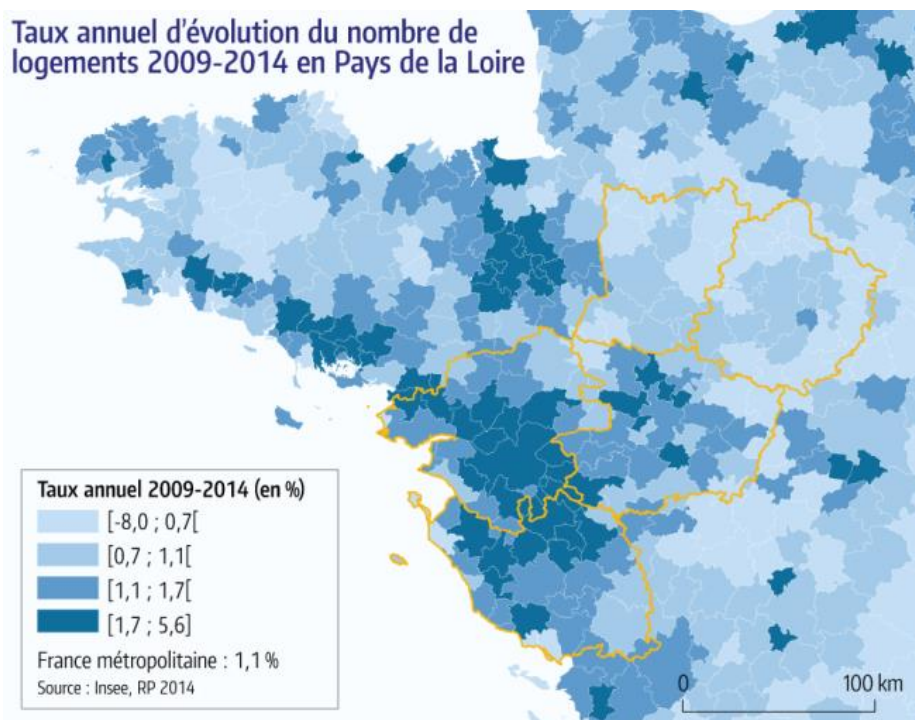 Taux annuel d'évolution du nombre de
logements 2009-2014 en Pays de la Loire
Taux annuel 2009-2014 (en %)
[-8,0 ; 0,7[
[0,7 ; 1,1[
[1,1 ; 1,7[
[1,7 ; 5,6]
France métropolitaine : 1,1 %
Source : Insee, RP 2014
0 100 km